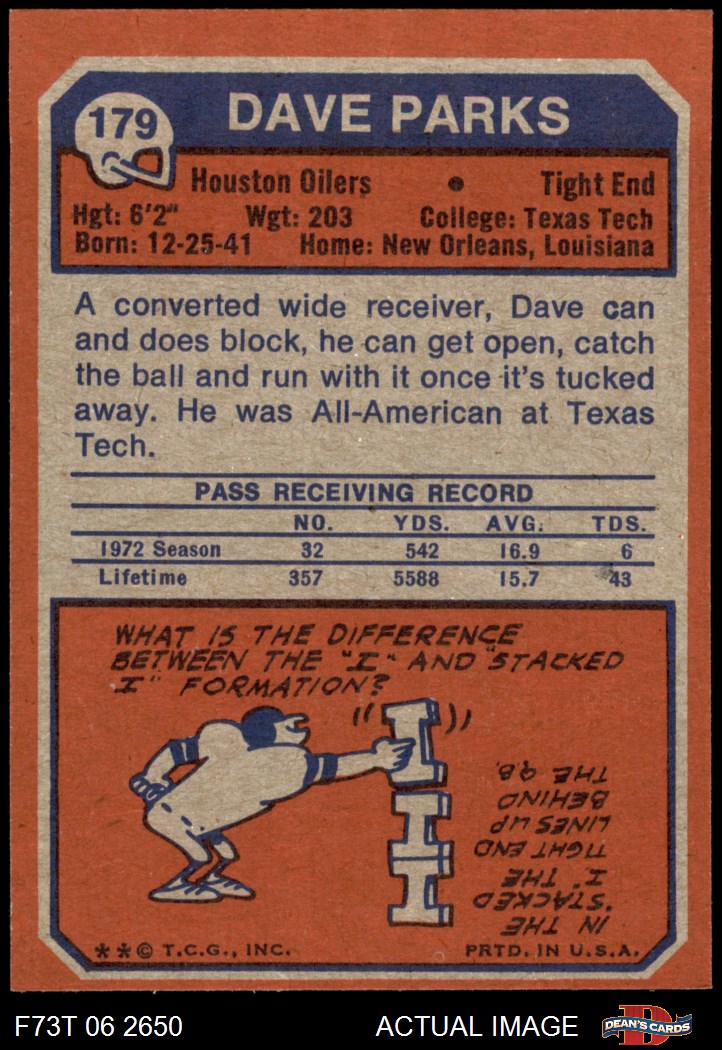 179
DAVE PARKS
Houston Oilers • Tight End
Hgt: 6'2" Wgt: 203 College: Texas Tech
Born: 12-25-41 Home: New Orleans, Louisiana
A converted wide receiver, Dave can
and does block, he can get open, catch
the ball and run with it once it's tucked
away. He was All-American at Texas
Tech.
PASS RECEIVING RECORD
NO. YDS. AVG. TDS.
1972 Season 32 542 16.9 6
Lifetime 357 5588 15.7 43
WHAT IS THE DIFFERENCE
BETWEEN THE "I" AND "STACKED
I" FORMATION?
I
I
I
IN THE
"STACKED
I," THE
TIGHT END
LINES UP
BEHIND
THE Q.B.
**© T.C.G., INC. PRTD. IN U.S.A.
F73T 06 2650 ACTUAL IMAGE
D
DEAN'S CARDS